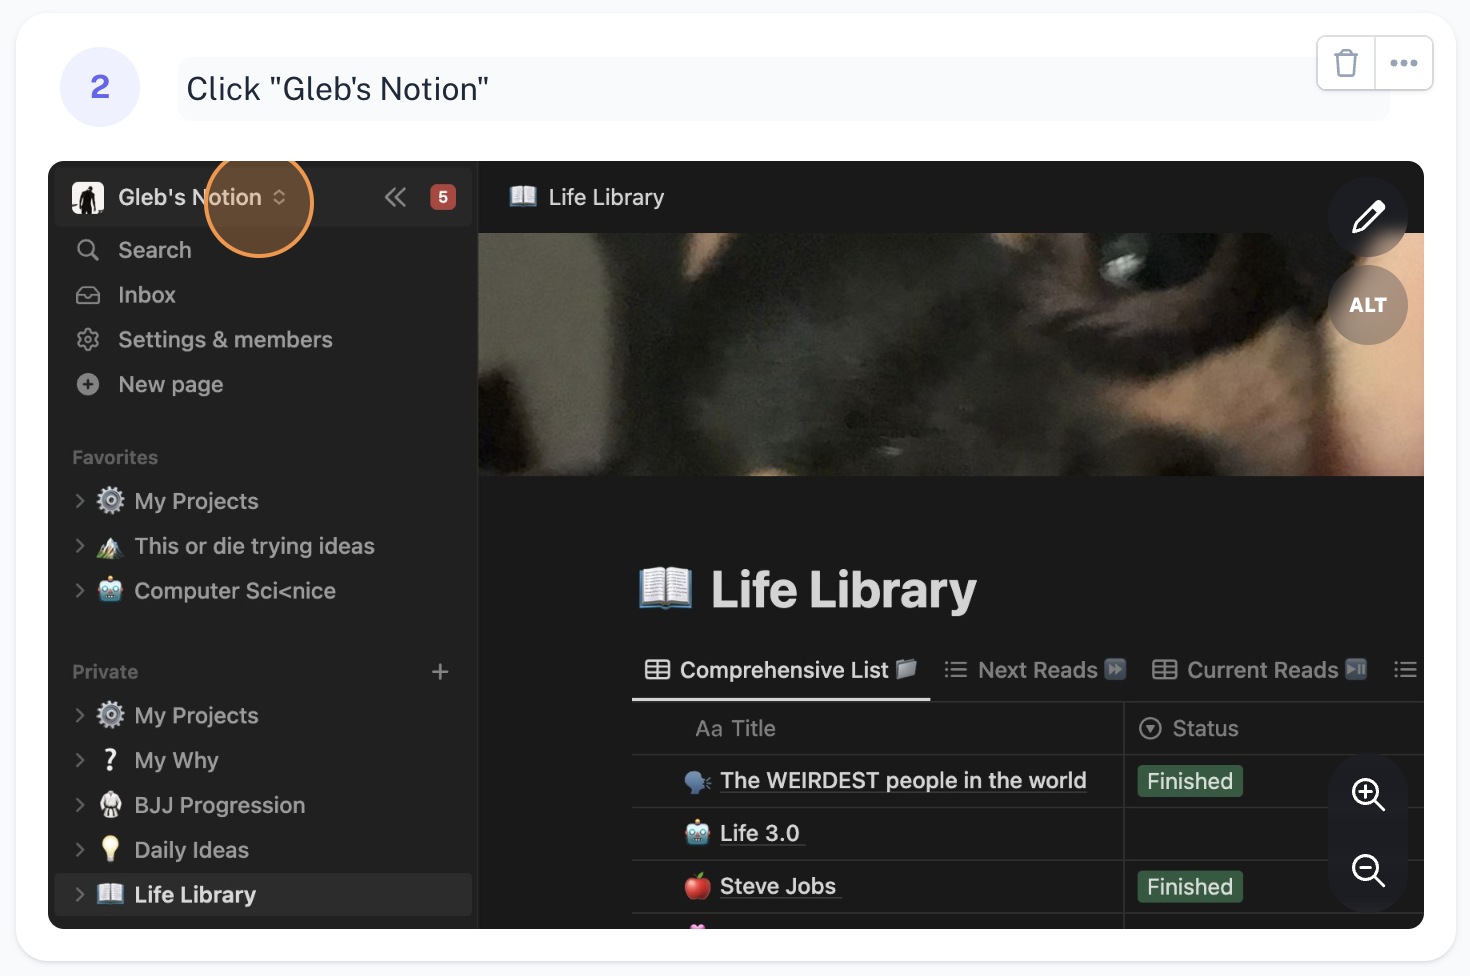 2
Click "Gleb's Notion"
Gleb's Notion
5
Life Library
Search
Inbox
Settings & members
New page
ALT
Favorites
My Projects
This or die trying ideas
Computer Sci<nice
Private
My Projects
My Why
BJJ Progression
Daily Ideas
Life Library
Life Library
Comprehensive List
Next Reads
Current Reads
Aa Title
Status
The WEIRDEST people in the world
Finished
Life 3.0
Steve Jobs
Finished